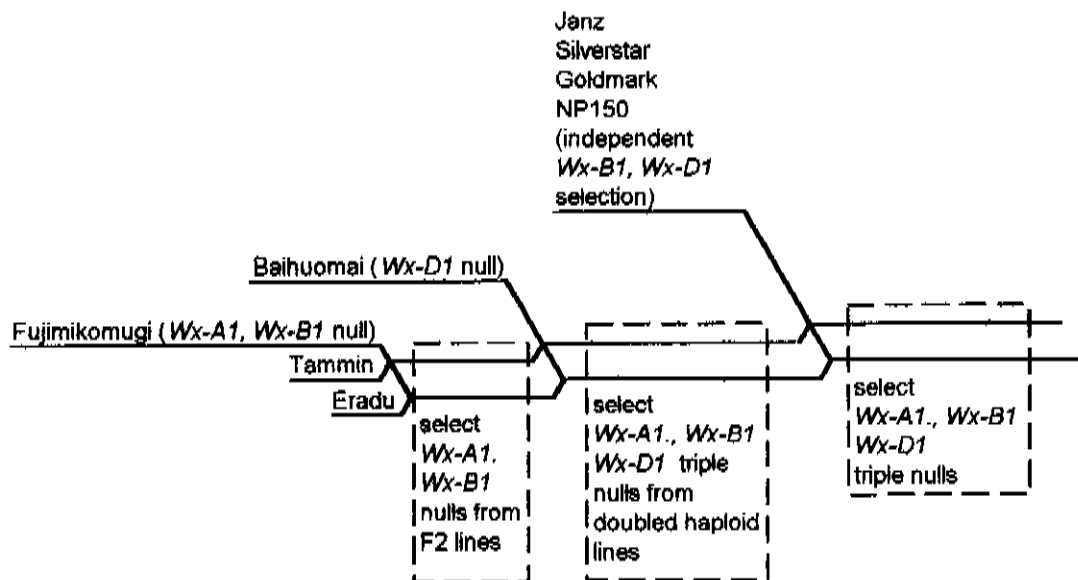 Janz
Silverstar
Goldmark
NP150
(independent
Wx-B1, Wx-D1
selection)
Baihuomai (Wx-D1 null)
Fujimikomugi (Wx-A1, Wx-B1 null)
Tammin
Eradu
select
Wx-A1.
Wx-B1
nulls from
F2 lines
select
Wx-A1., Wx-B1
Wx-D1 triple
nulls from
doubled haploid
lines
select
Wx-A1., Wx-B1
Wx-D1
triple nulls